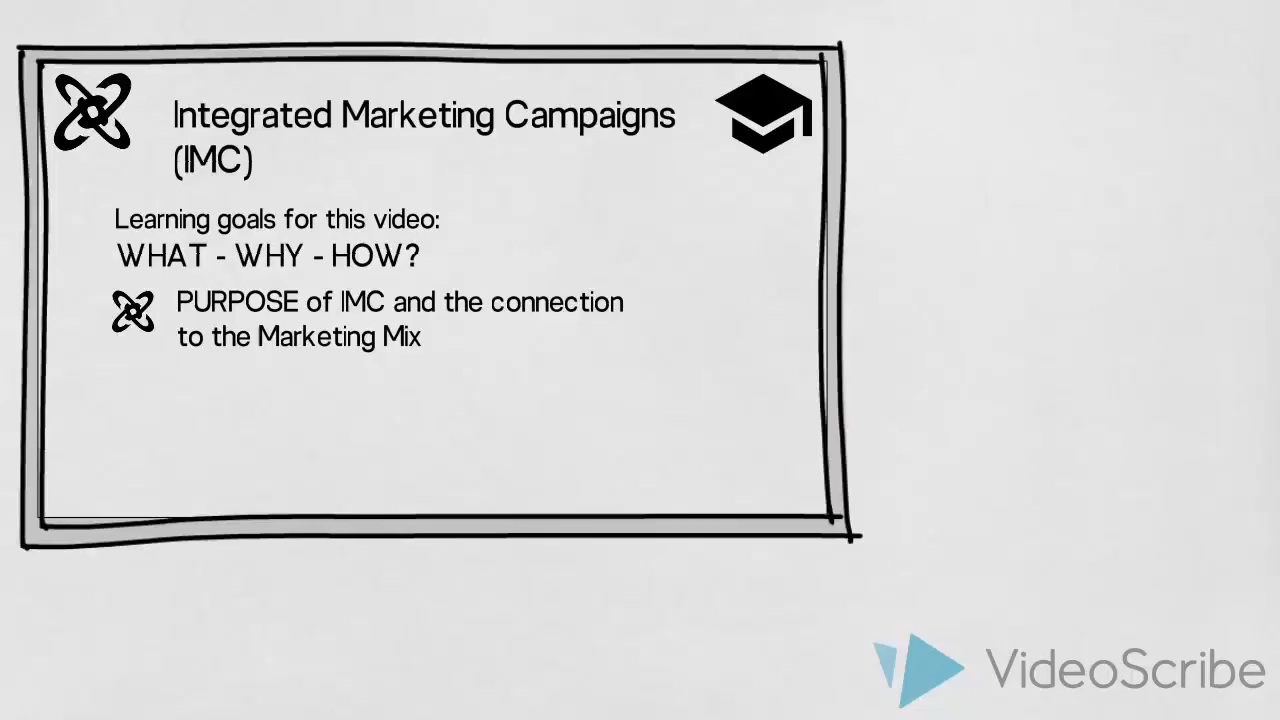 Integrated Marketing Campaigns
(IMC)
Learning goals for this video:
WHAT - WHY - HOW?
PURPOSE of IMC and the connection
to the Marketing Mix
VideoScribe